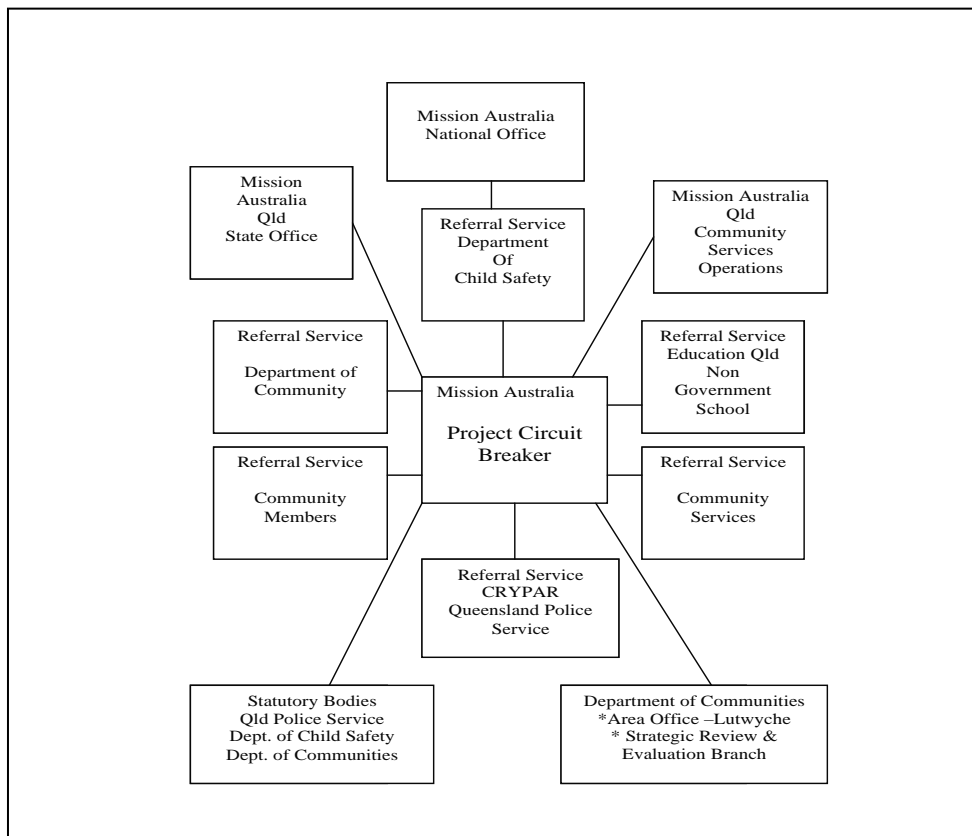 Mission Australia
National Office
Mission
Australia
Qld
State Office
Referral Service
Department
Of
Child Safety
Mission Australia
Qld
Community
Services
Operations
Referral Service
Department of
Community
Mission Australia
Project Circuit
Breaker
Referral Service
Education Qld
Non
Government
School
Referral Service
Community
Members
Referral Service
Community
Services
Referral Service
CRYPAR
Queensland Police
Service
Statutory Bodies
Qld Police Service
Dept. of Child Safety
Dept. of Communities
Department of Communities
*Area Office –Lutwyche
* Strategic Review &
Evaluation Branch